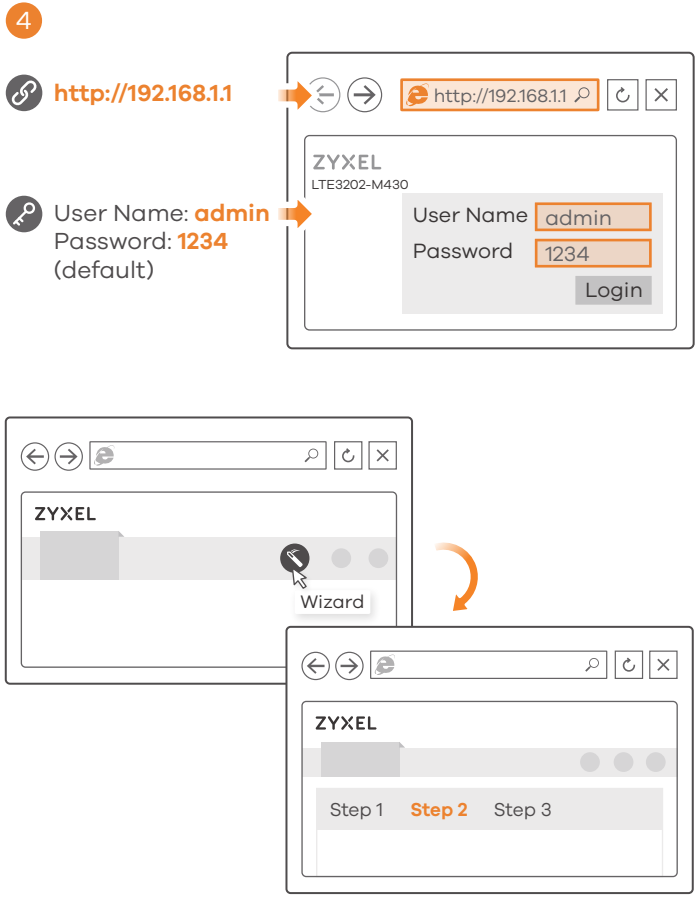 4
http://192.168.1.1
http://192.168.1.1
ZYXEL
LTE3202-M430
User Name: admin
Password: 1234
(default)
User Name admin
Password 1234
Login
ZYXEL
Wizard
ZYXEL
Step 1 Step 2 Step 3